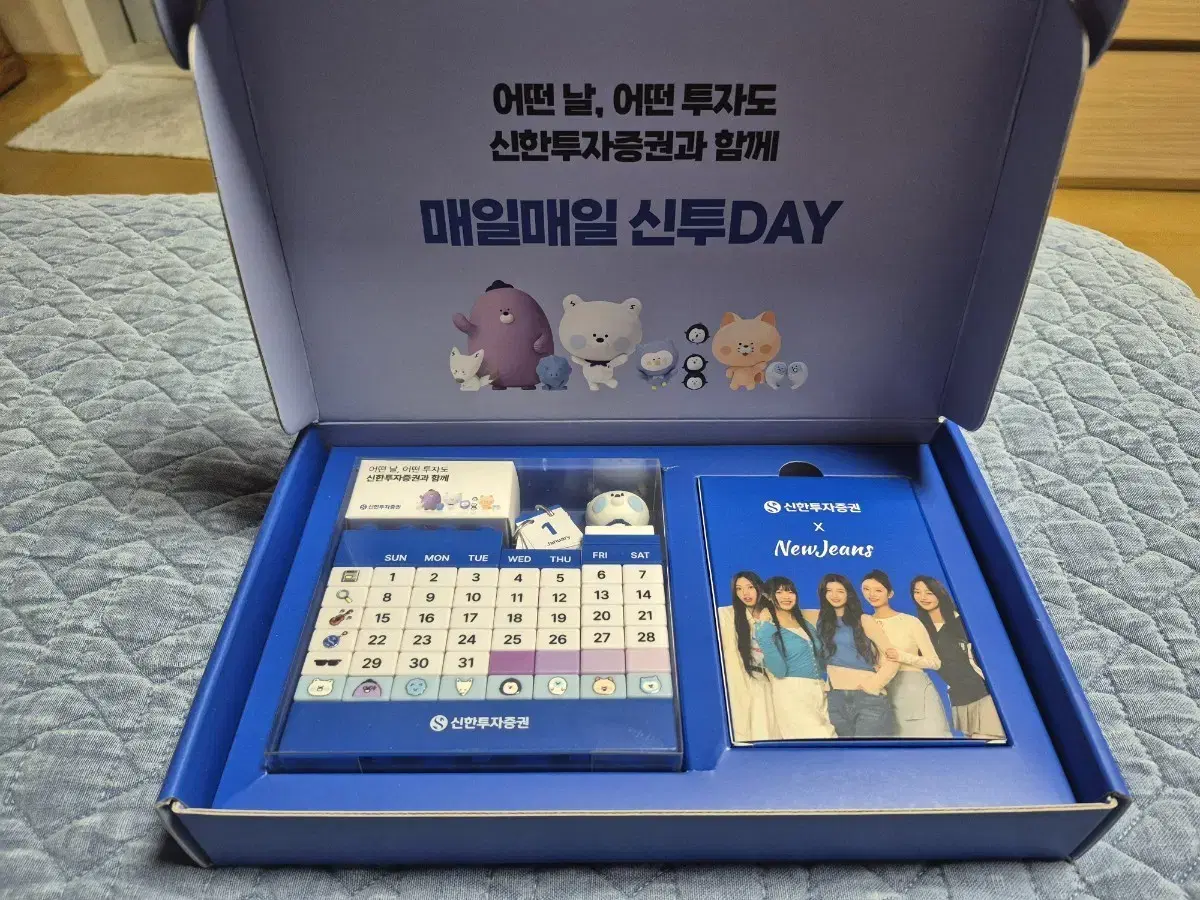 어떤 날, 어떤 투자도
신한투자증권과 함께
매일매일 신투DAY
어떤 날, 어떤 투자도
신한투자증권과 함께
신한투자증권
1
January
SUN MON TUE WED THU FRI SAT
1 2 3 4 5 6 7
8 9 10 11 12 13 14
15 16 17 18 19 20 21
22 23 24 25 26 27 28
29 30 31
신한투자증권
신한투자증권
x
NewJeans